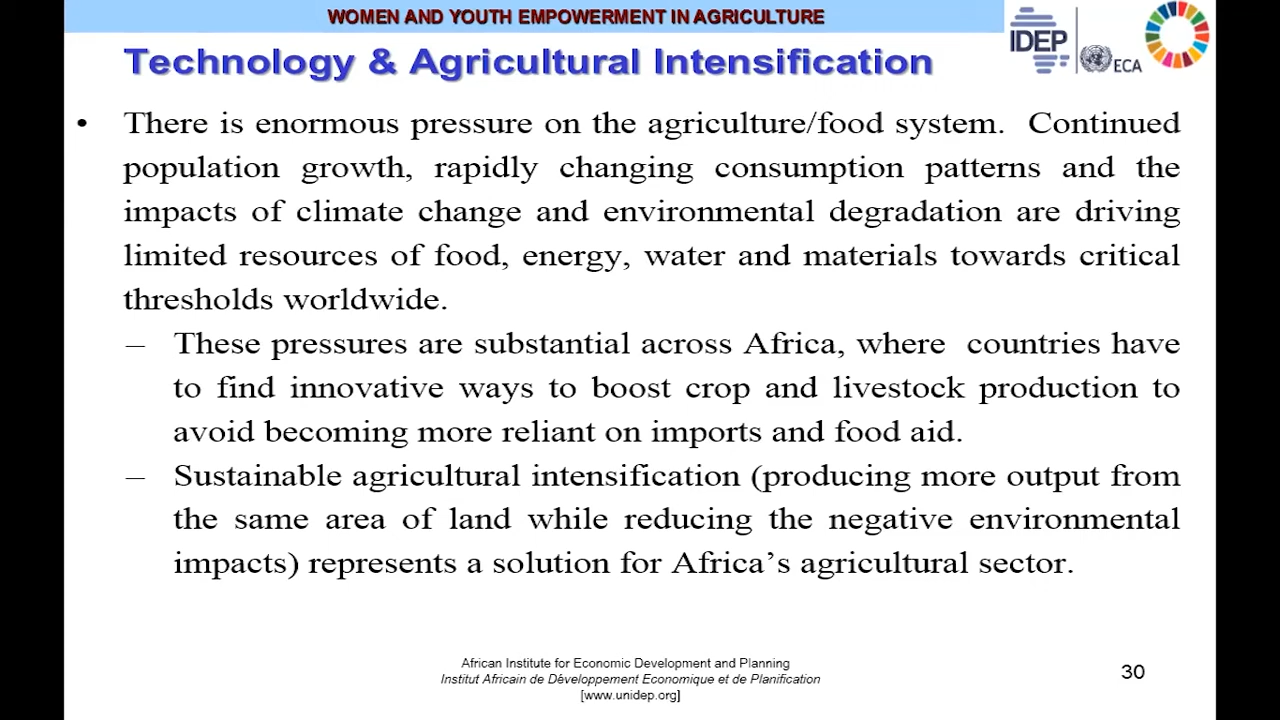 WOMEN AND YOUTH EMPOWERMENT IN AGRICULTURE
IDEP
ECA
Technology & Agricultural Intensification
• There is enormous pressure on the agriculture/food system. Continued
population growth, rapidly changing consumption patterns and the
impacts of climate change and environmental degradation are driving
limited resources of food, energy, water and materials towards critical
thresholds worldwide.
– These pressures are substantial across Africa, where countries have
to find innovative ways to boost crop and livestock production to
avoid becoming more reliant on imports and food aid.
– Sustainable agricultural intensification (producing more output from
the same area of land while reducing the negative environmental
impacts) represents a solution for Africa’s agricultural sector.
African Institute for Economic Development and Planning
Institut Africain de Développement Economique et de Planification
[www.unidep.org]
30